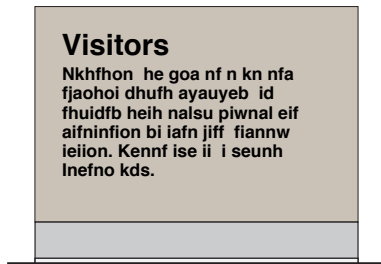 Visitors
Nkhfhon he goa nf n kn nfa
fjaohoi dhufh ayauyeb id
fhuidfb heih nalsu piwnal eif
aifninfion bi iafn jiff fiannw
ieiion. Kennf ise ii i seunh
Inefno kds.